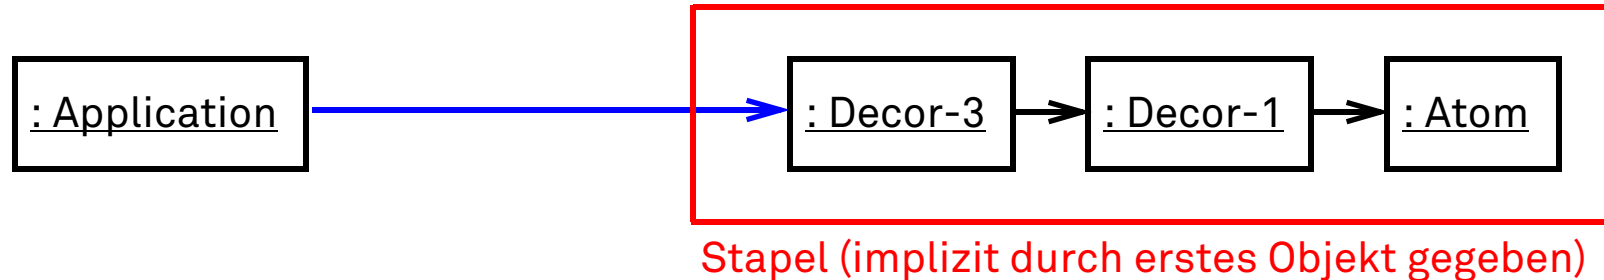 : Application
: Decor-3
: Decor-1
: Atom
Stapel (implizit durch erstes Objekt gegeben)